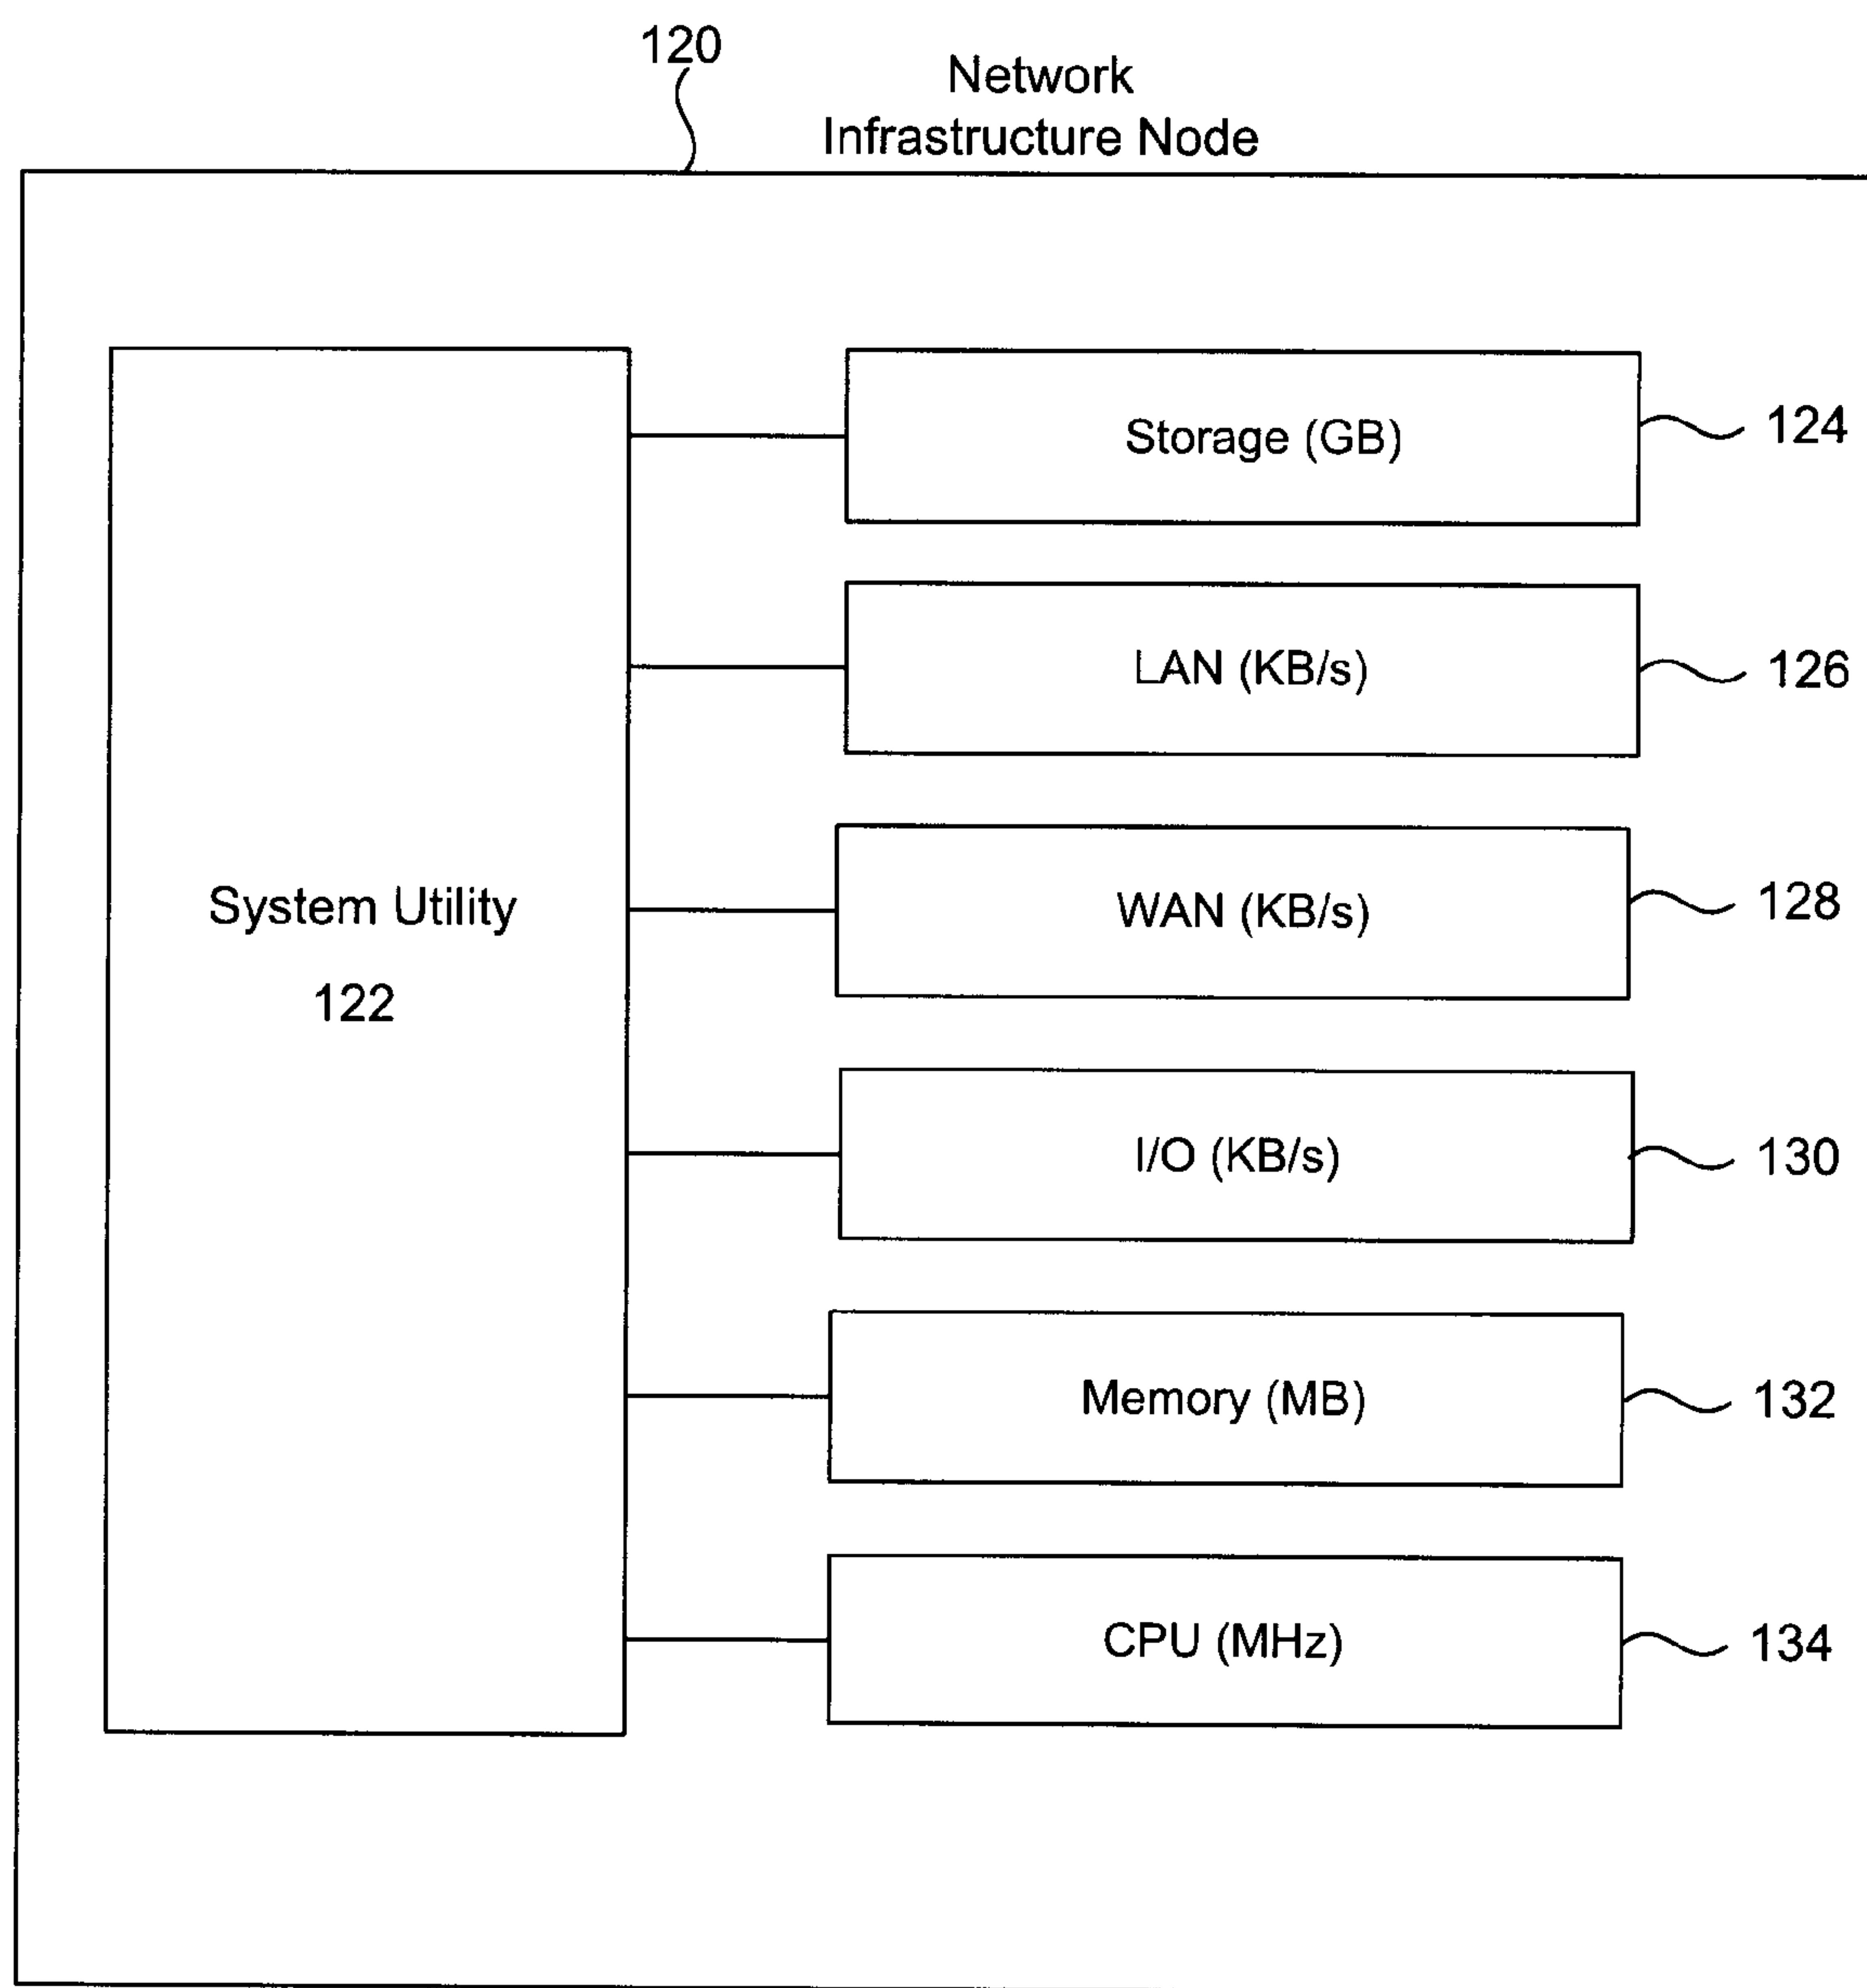 120
Network
Infrastructure Node
Storage (GB)
124
LAN (KB/s)
126
System Utility
122
WAN (KB/s)
128
I/O (KB/s)
130
Memory (MB)
132
CPU (MHz)
134